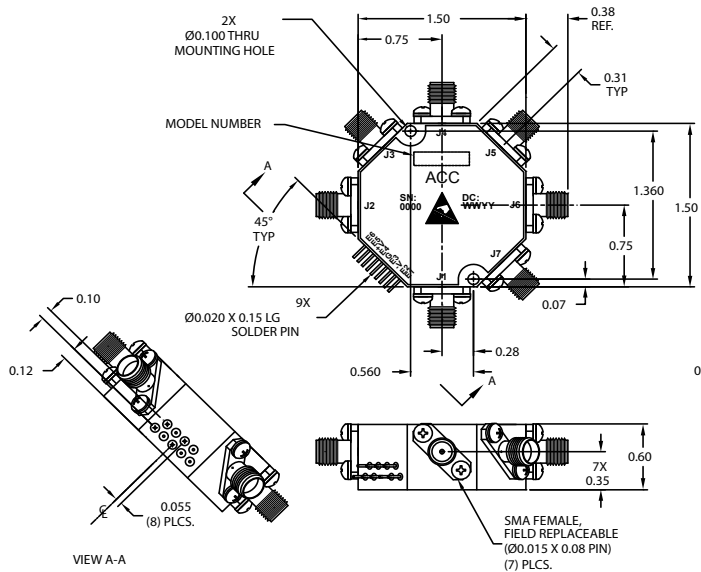 2X
Ø0.100 THRU
MOUNTING HOLE
1.50
0.75
0.38
REF.
0.31
TYP
MODEL NUMBER
J4
J3
J5
ACC
A
J2
SN:
0000
DC:
WWYY
J6
1.360
1.50
45°
TYP
0.75
J7
J1
9X
Ø0.020 X 0.15 LG
SOLDER PIN
0.07
0.28
0.560
A
0.10
0.12
0
0.60
7X
0.35
0.055
(8) PLCS.
SMA FEMALE,
FIELD REPLACEABLE
(Ø0.015 X 0.08 PIN)
(7) PLCS.
VIEW A-A